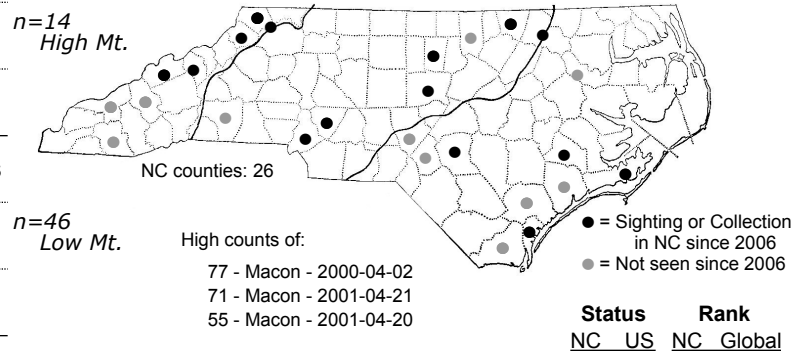 n=14
High Mt.
NC counties: 26
n=46
Low Mt.
High counts of:
77 - Macon - 2000-04-02
71 - Macon - 2001-04-21
55 - Macon - 2001-04-20
= Sighting or Collection
in NC since 2006
= Not seen since 2006
Status Rank
NC US NC Global